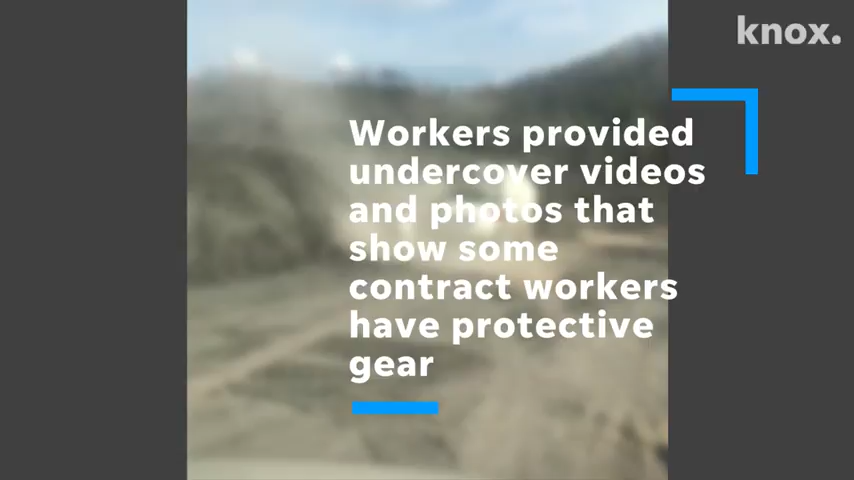 knox.
Workers provided
undercover videos
and photos that
show some
contract workers
have protective
gear